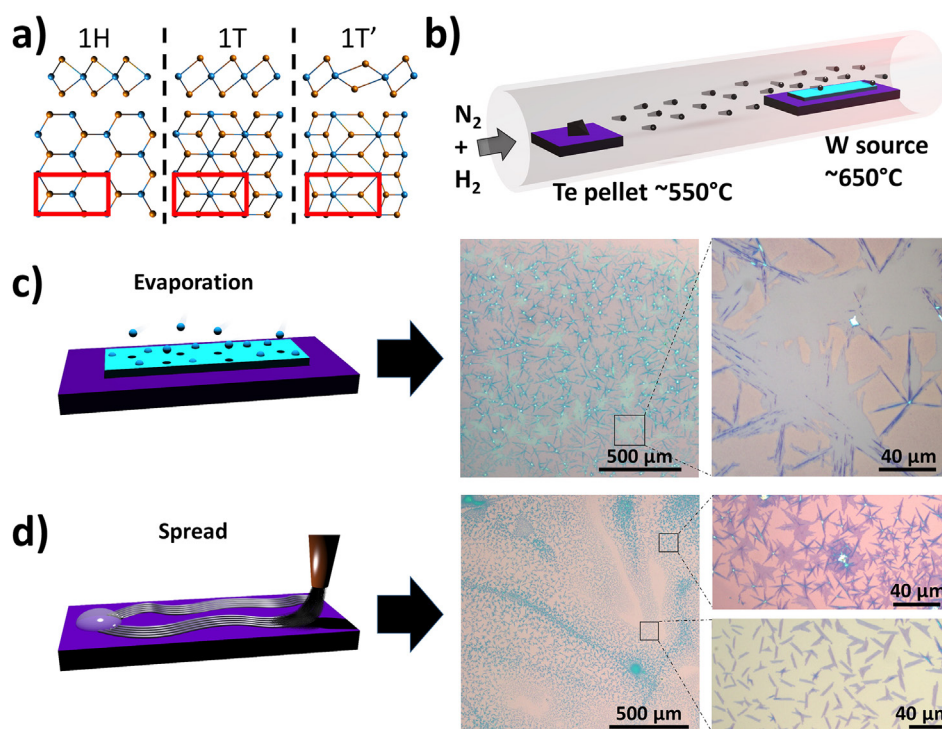 a)
1H
1T
1T’
b)
N₂
+
H₂
Te pellet ~550°C
W source
~650°C
c)
Evaporation
500 µm
40 µm
d)
Spread
500 µm
40 µm
40 µm